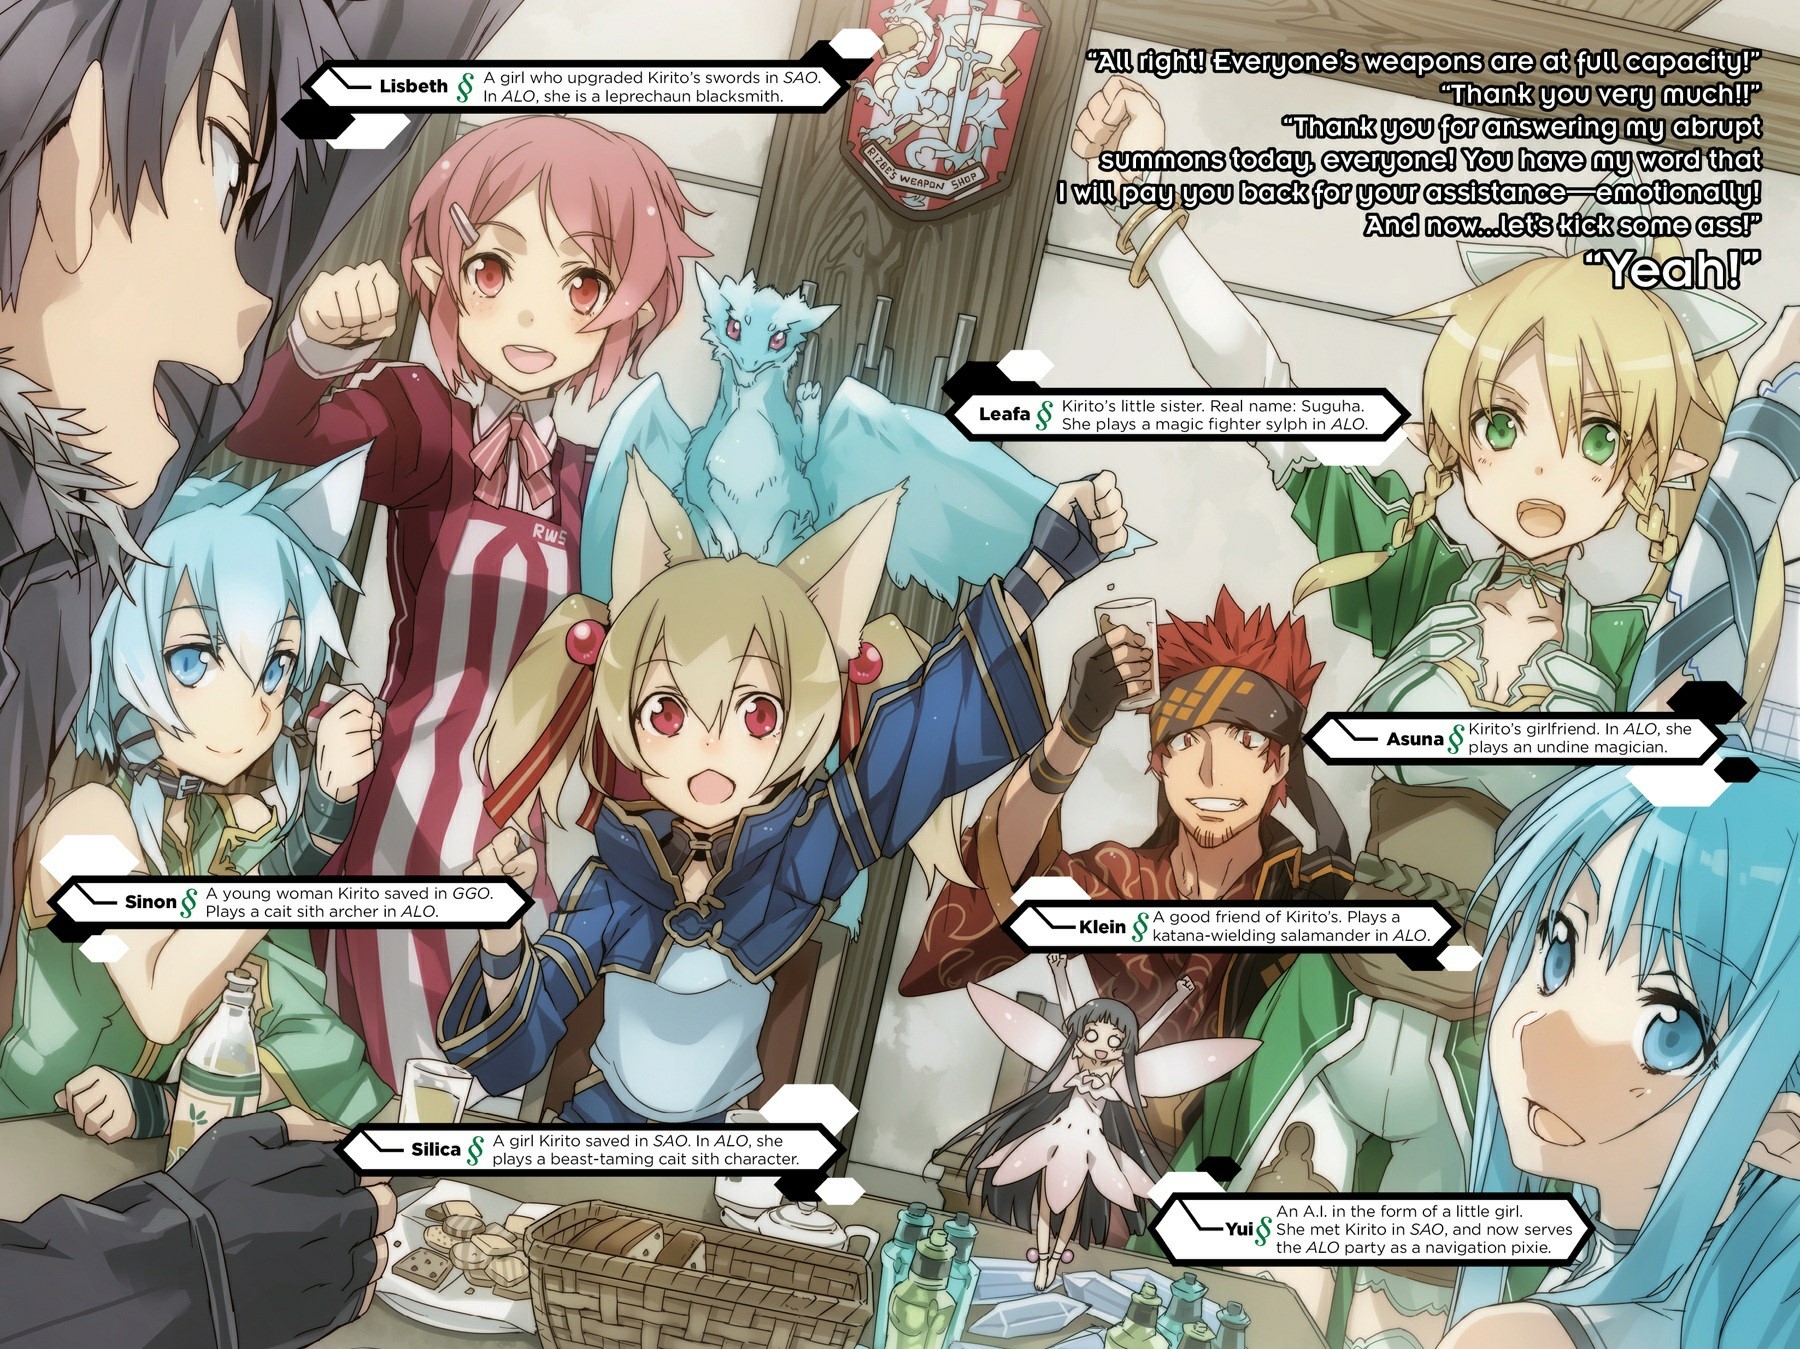 Lisbeth § A girl who upgraded Kirito's swords in SAO.
In ALO, she is a leprechaun blacksmith.
RIZBE'S WEAPON SHOP
“All right! Everyone's weapons are at full capacity!”
“Thank you very much!!”
“Thank you for answering my abrupt
summons today, everyone! You have my word that
I will pay you back for your assistance—emotionally!
And now...let's kick some ass!”
“Yeah!”
Leafa § Kirito's little sister. Real name: Suguha.
She plays a magic fighter sylph in ALO.
RWS
Asuna § Kirito's girlfriend. In ALO, she
plays an undine magician.
Sinon § A young woman Kirito saved in GGO.
Plays a cait sith archer in ALO.
Klein § A good friend of Kirito's. Plays a
katana-wielding salamander in ALO.
Silica § A girl Kirito saved in SAO. In ALO, she
plays a beast-taming cait sith character.
Yui § An A.I. in the form of a little girl.
She met Kirito in SAO, and now serves
the ALO party as a navigation pixie.